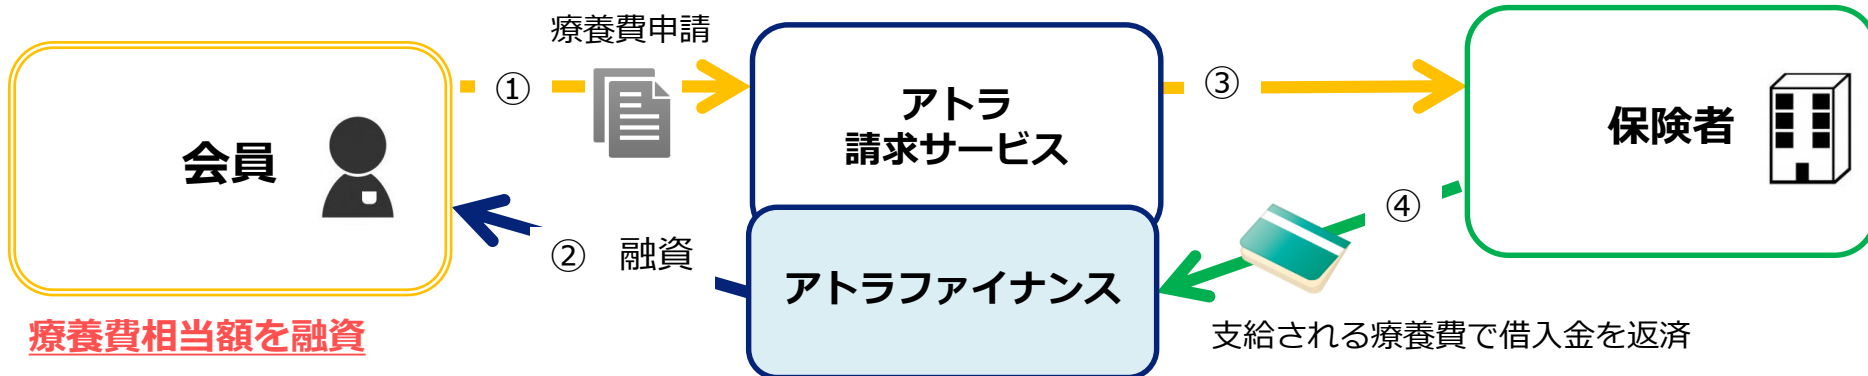 療養費申請
①
③
会員
アトラ
請求サービス
保険者
④
② 融資
アトラファイナンス
療養費相当額を融資
支給される療養費で借入金を返済